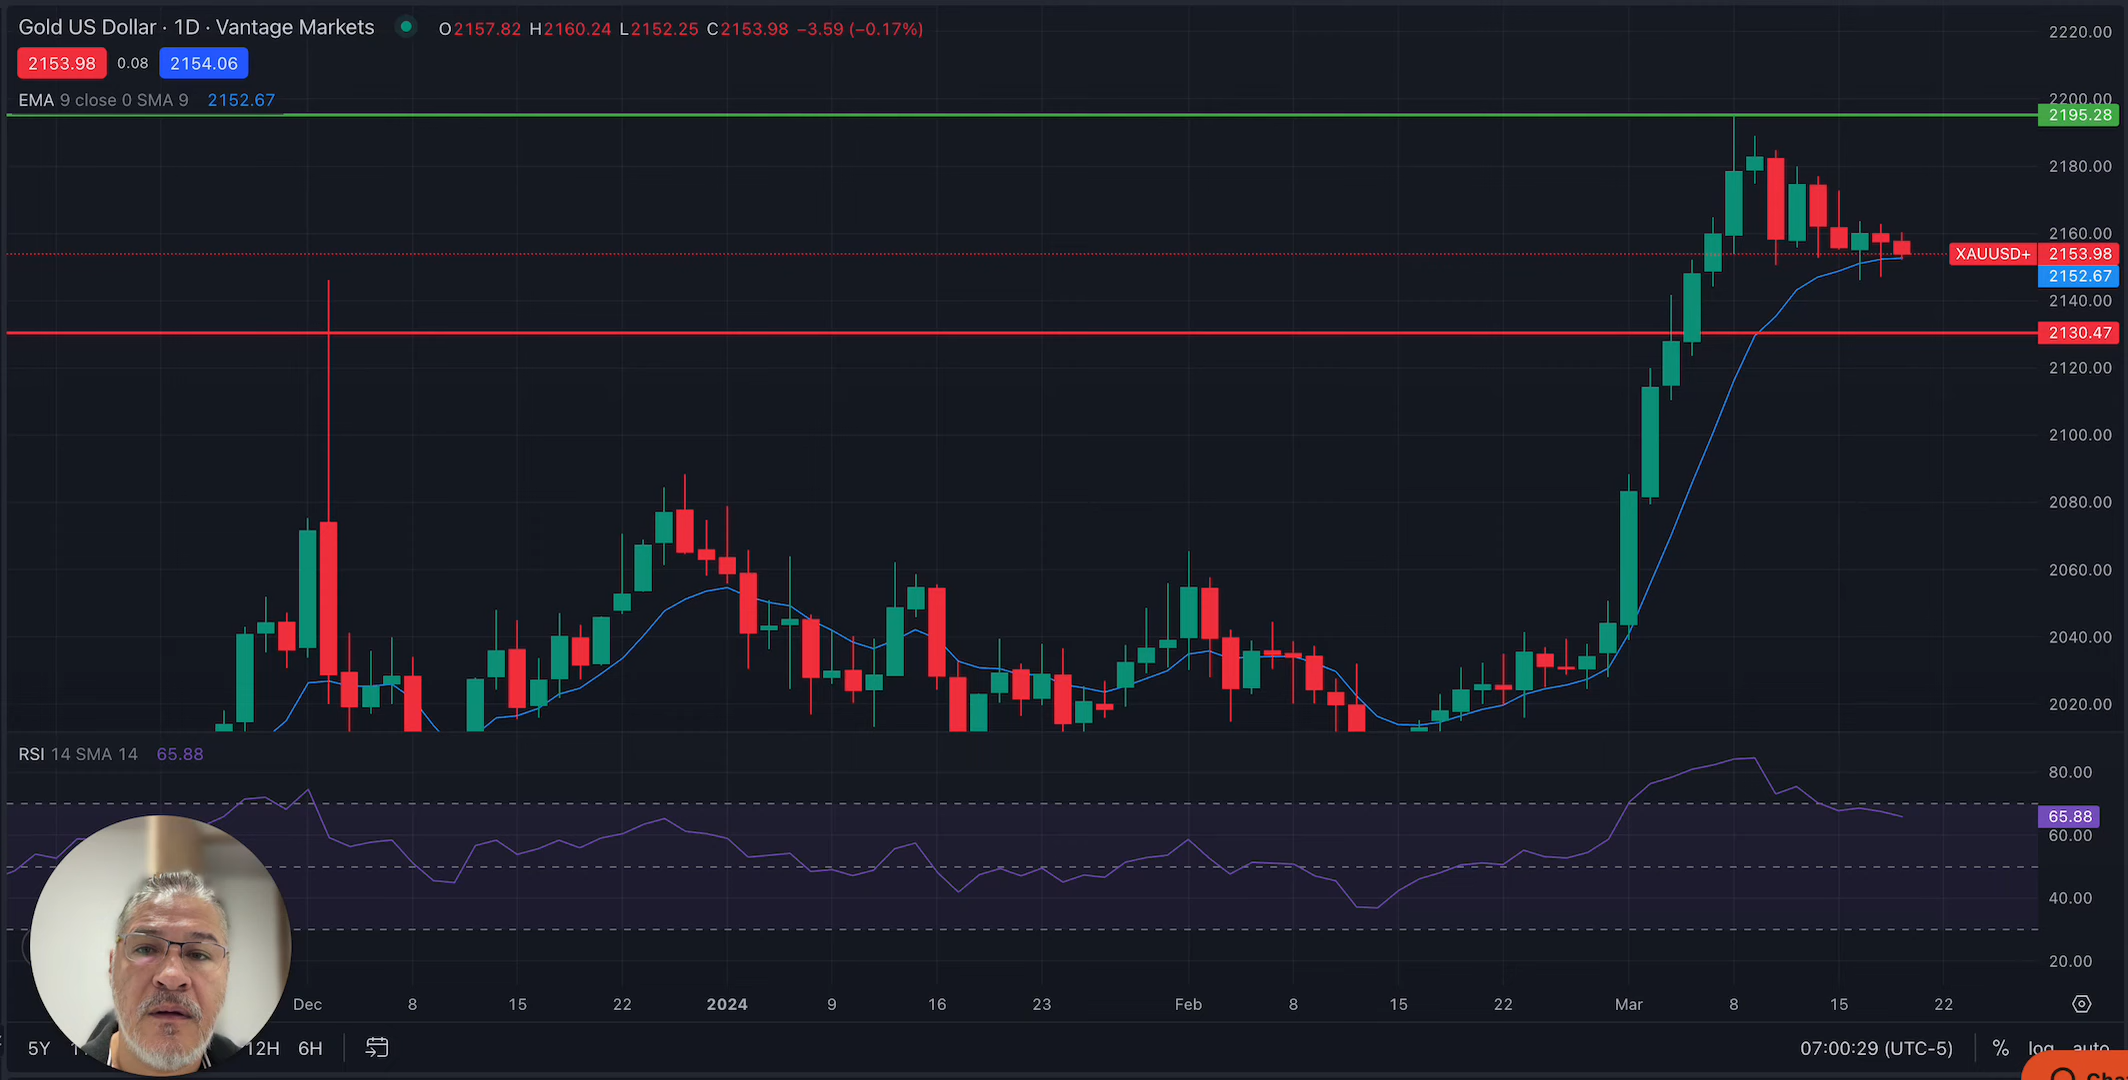 Gold US Dollar · 1D · Vantage Markets O2157.82 H2160.24 L2152.25 C2153.98 −3.59 (−0.17%)
2153.98 0.08 2154.06
EMA 9 close 0 SMA 9 2152.67
2220.00
2200.00
2195.28
2180.00
2160.00
XAUUSD+ 2153.98
2152.67
2140.00
2130.47
2120.00
2100.00
2080.00
2060.00
2040.00
2020.00
RSI 14 SMA 14 65.88
80.00
65.88
60.00
40.00
20.00
Dec 8 15 22 2024 9 16 23 Feb 8 15 22 Mar 8 15 22
5Y 12H 6H 07:00:29 (UTC-5) % log auto